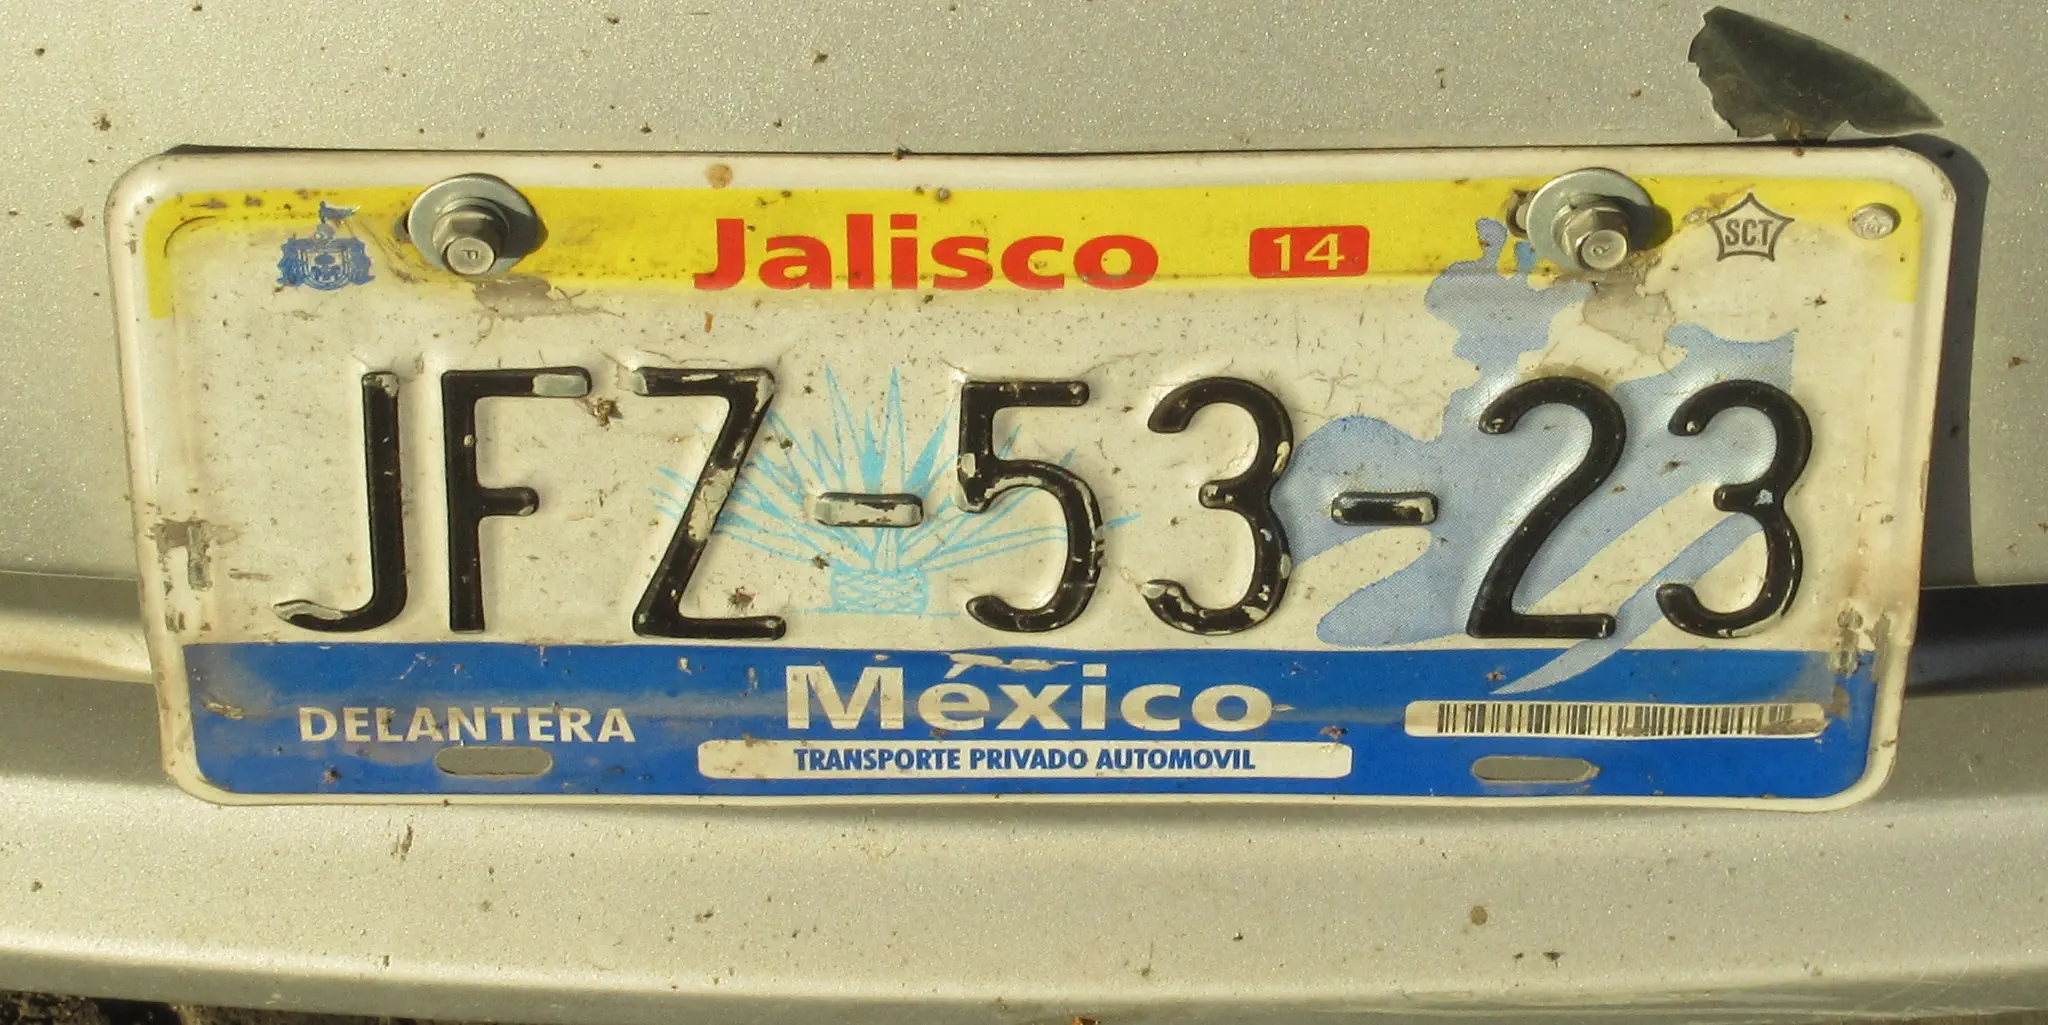 Jalisco 14 SCT
JFZ-53-23
DELANTERA México
TRANSPORTE PRIVADO AUTOMOVIL